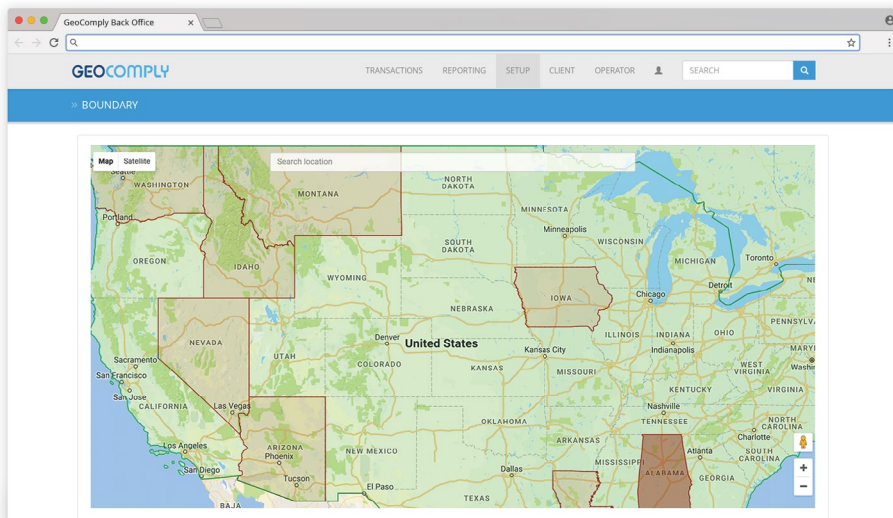 GeoComply Back Office
GEOCOMPLY
TRANSACTIONS REPORTING SETUP CLIENT OPERATOR SEARCH
» BOUNDARY
Map Satellite
Search location
Seattle
WASHINGTON
MONTANA
NORTH
DAKOTA
MINNESOTA
Portland
Minneapolis
WISCONSIN
SOUTH
DAKOTA
OREGON
IDAHO
MICHIGAN
Toronto
WYOMING
Detroit
IOWA
Chicago
NEBRASKA
PENNSYLV
NEVADA
UTAH
Denver
United States
Kansas City
ILLINOIS
INDIANA
OHIO
Indianapolis
MARY
Sacramento
San Francisco
COLORADO
KANSAS
MISSOURI
WEST
VIRGINIA
Washin
San Jose
CALIFORNIA
Las Vegas
KENTUCKY
VIRGINIA
Nashville
TENNESSEE
NORTH
CAROLINA
Charlotte
OKLAHOMA
ARKANSAS
Los Angeles
ARIZONA
Phoenix
NEW MEXICO
MISSISSIPPI
Atlanta
SOUTH
CAROLINA
San Diego
Dallas
ALABAMA
GEORGIA
Tucson
El Paso
TEXAS
BAJA